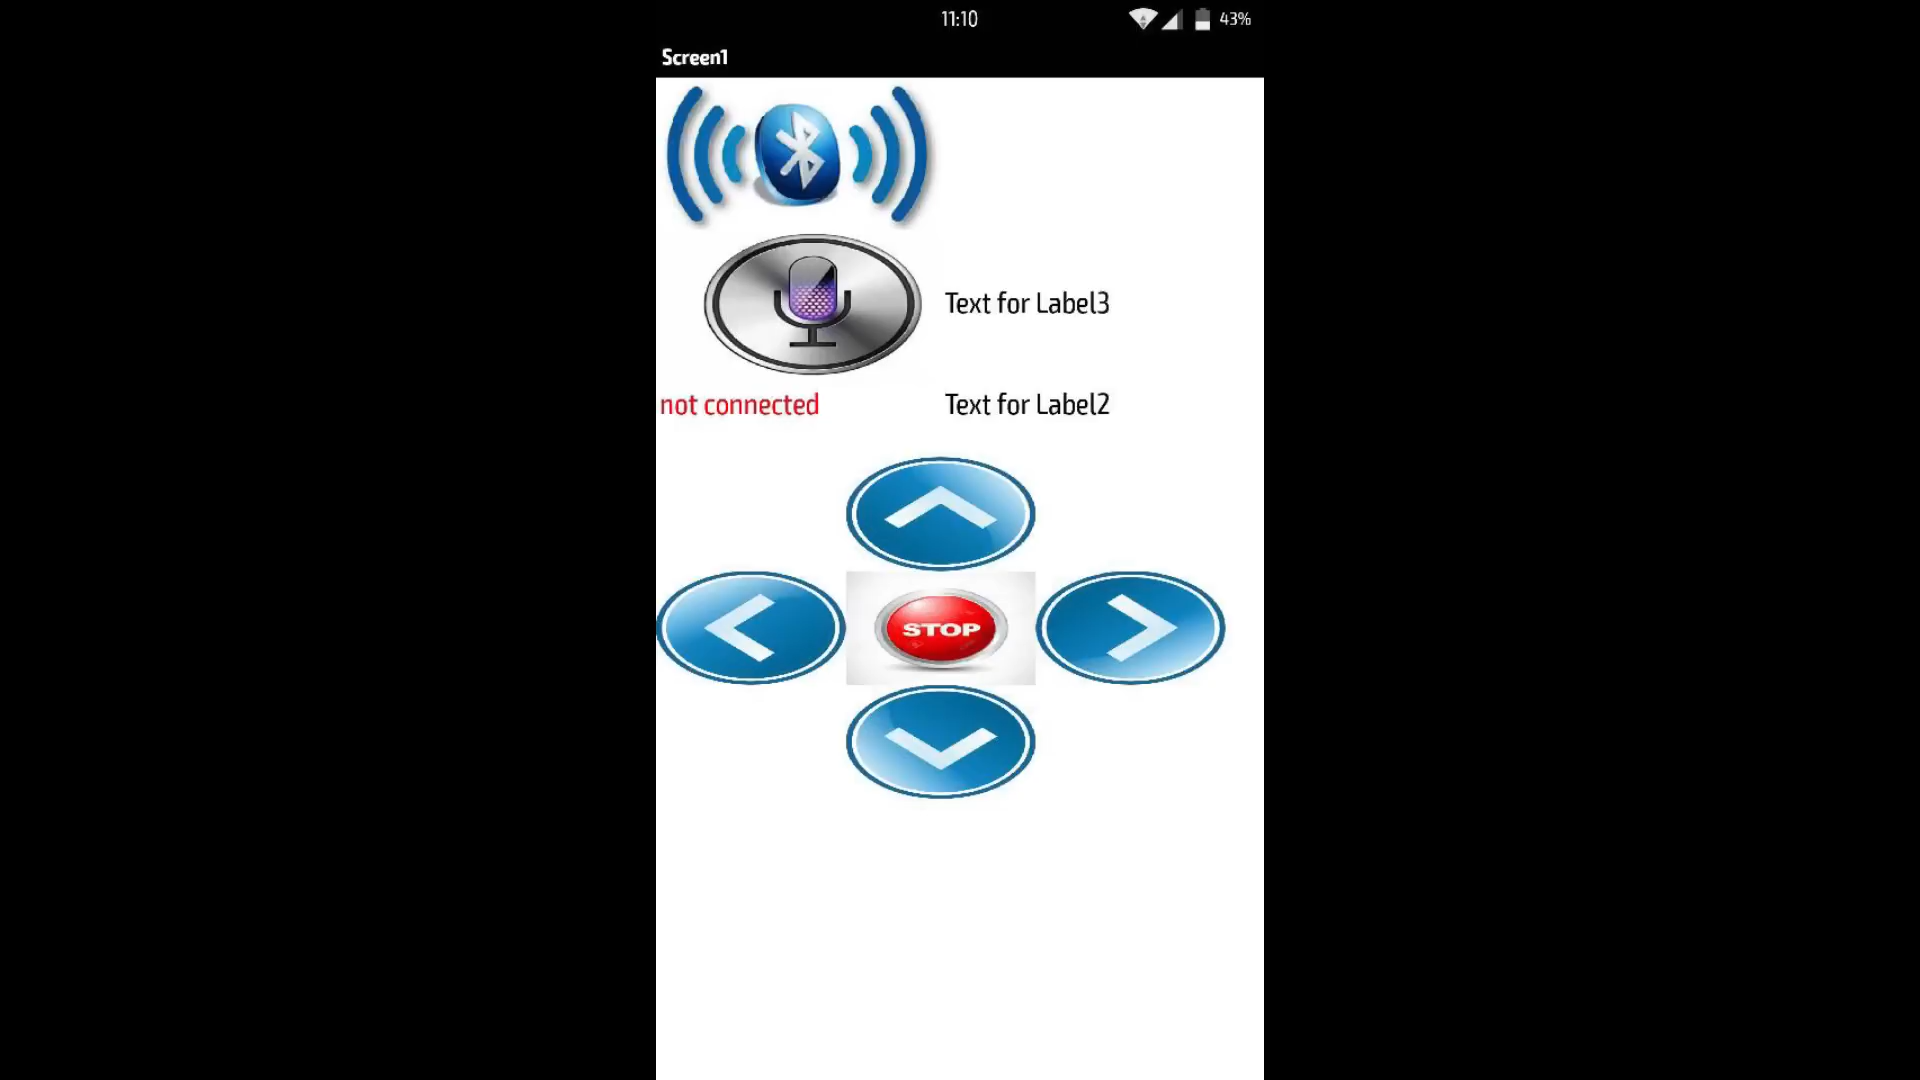 11:10
43%
Screen1
Text for Label3
not connected
Text for Label2
STOP